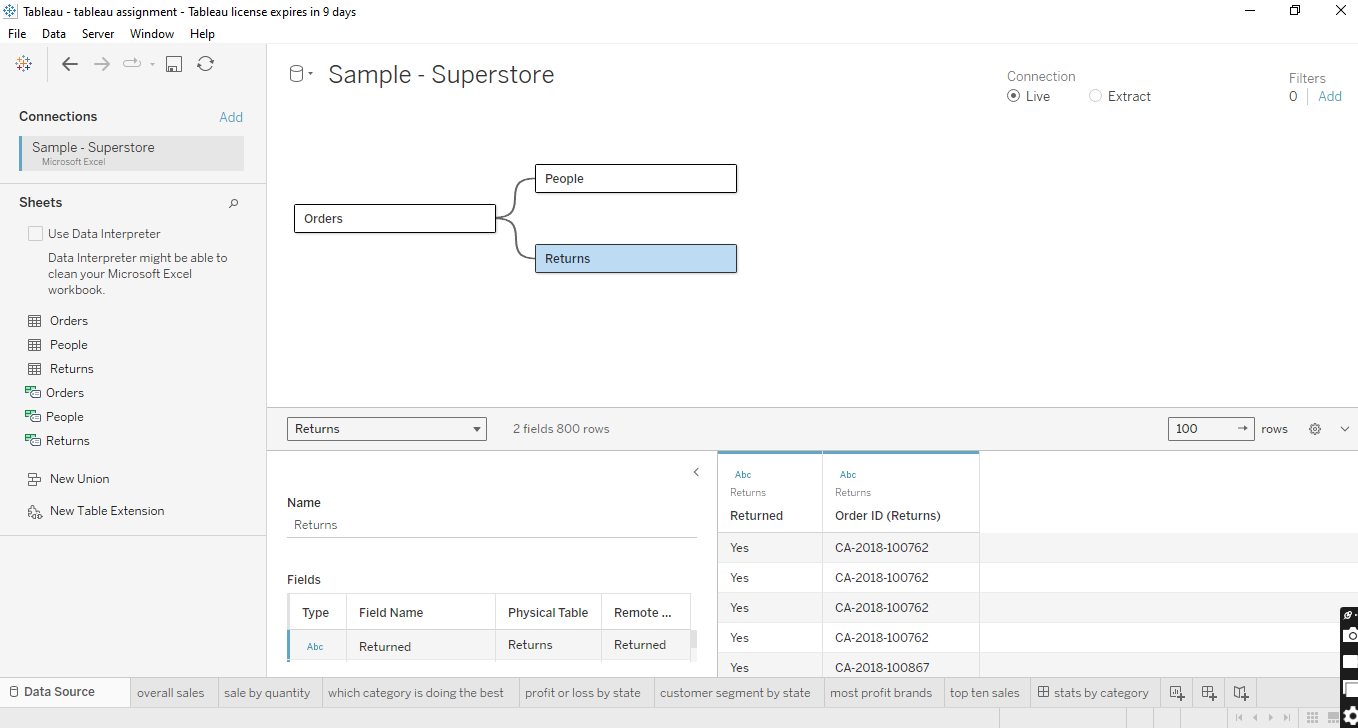 Tableau - tableau assignment - Tableau license expires in 9 days
File Data Server Window Help
Sample - Superstore
Connection
Live Extract
Filters
0 Add
Connections Add
Sample - Superstore
Microsoft Excel
Sheets
Use Data Interpreter
Data Interpreter might be able to
clean your Microsoft Excel
workbook.
Orders
People
Returns
Orders
People
Returns
New Union
New Table Extension
Orders
People
Returns
Returns 2 fields 800 rows 100 rows
Name
Returns
Fields
Type Field Name Physical Table Remote ...
Abc Returned Returns Returned
Abc Abc
Returns Returns
Returned Order ID (Returns)
Yes CA-2018-100762
Yes CA-2018-100762
Yes CA-2018-100762
Yes CA-2018-100762
Yes CA-2018-100867
Data Source overall sales sale by quantity which category is doing the best profit or loss by state customer segment by state most profit brands top ten sales stats by category